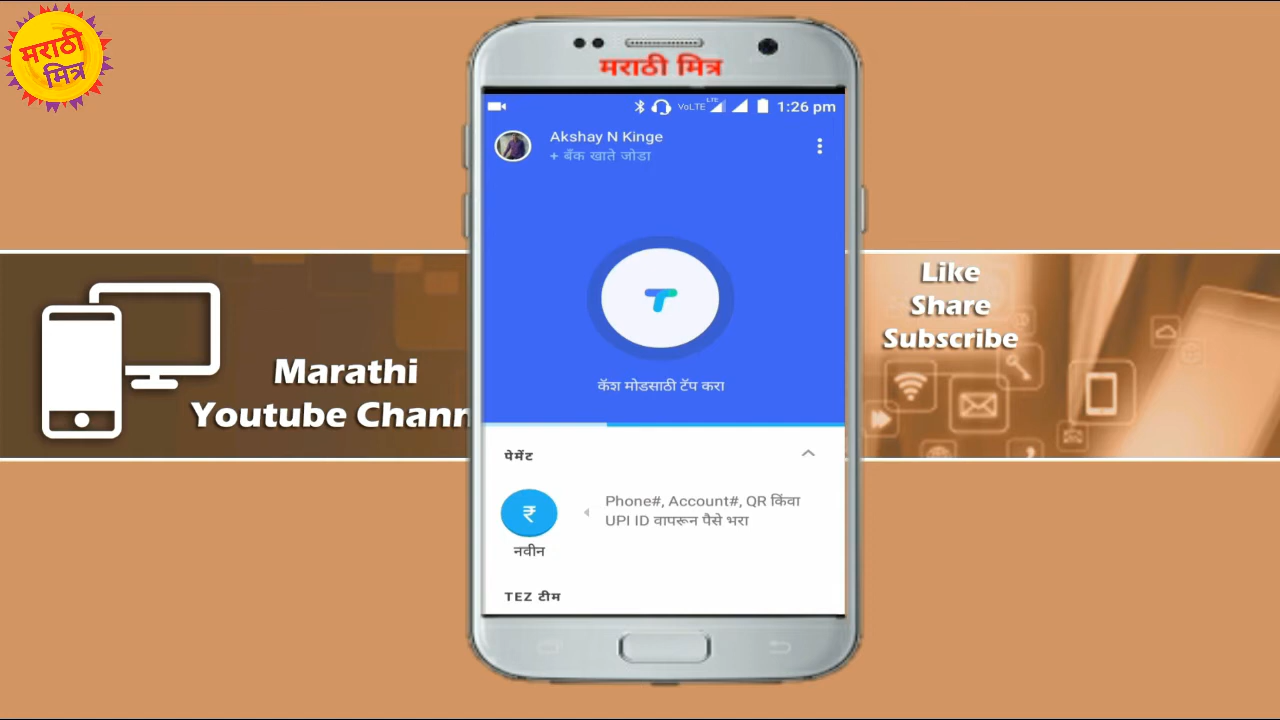 मराठी
मित्र
मराठी मित्र
VoLTE LTE 1:26 pm
Akshay N Kinge
+ बँक खाते जोडा
कॅश मोडसाठी टॅप करा
पेमेंट
₹
नवीन
Phone#, Account#, QR किंवा
UPI ID वापरून पैसे भरा
TEZ टीम
Marathi
Youtube Chann
Like
Share
Subscribe